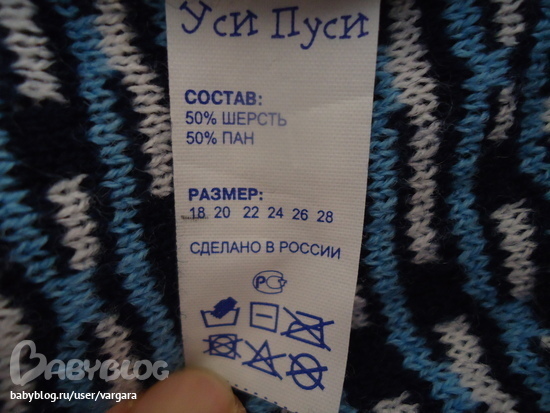 Уси Пуси
СОСТАВ:
50% ШЕРСТЬ
50% ПАН
РАЗМЕР:
18 20 22 24 26 28
СДЕЛАНО В РОССИИ
РСТ
BABYBLOG
babyblog.ru/user/vargara